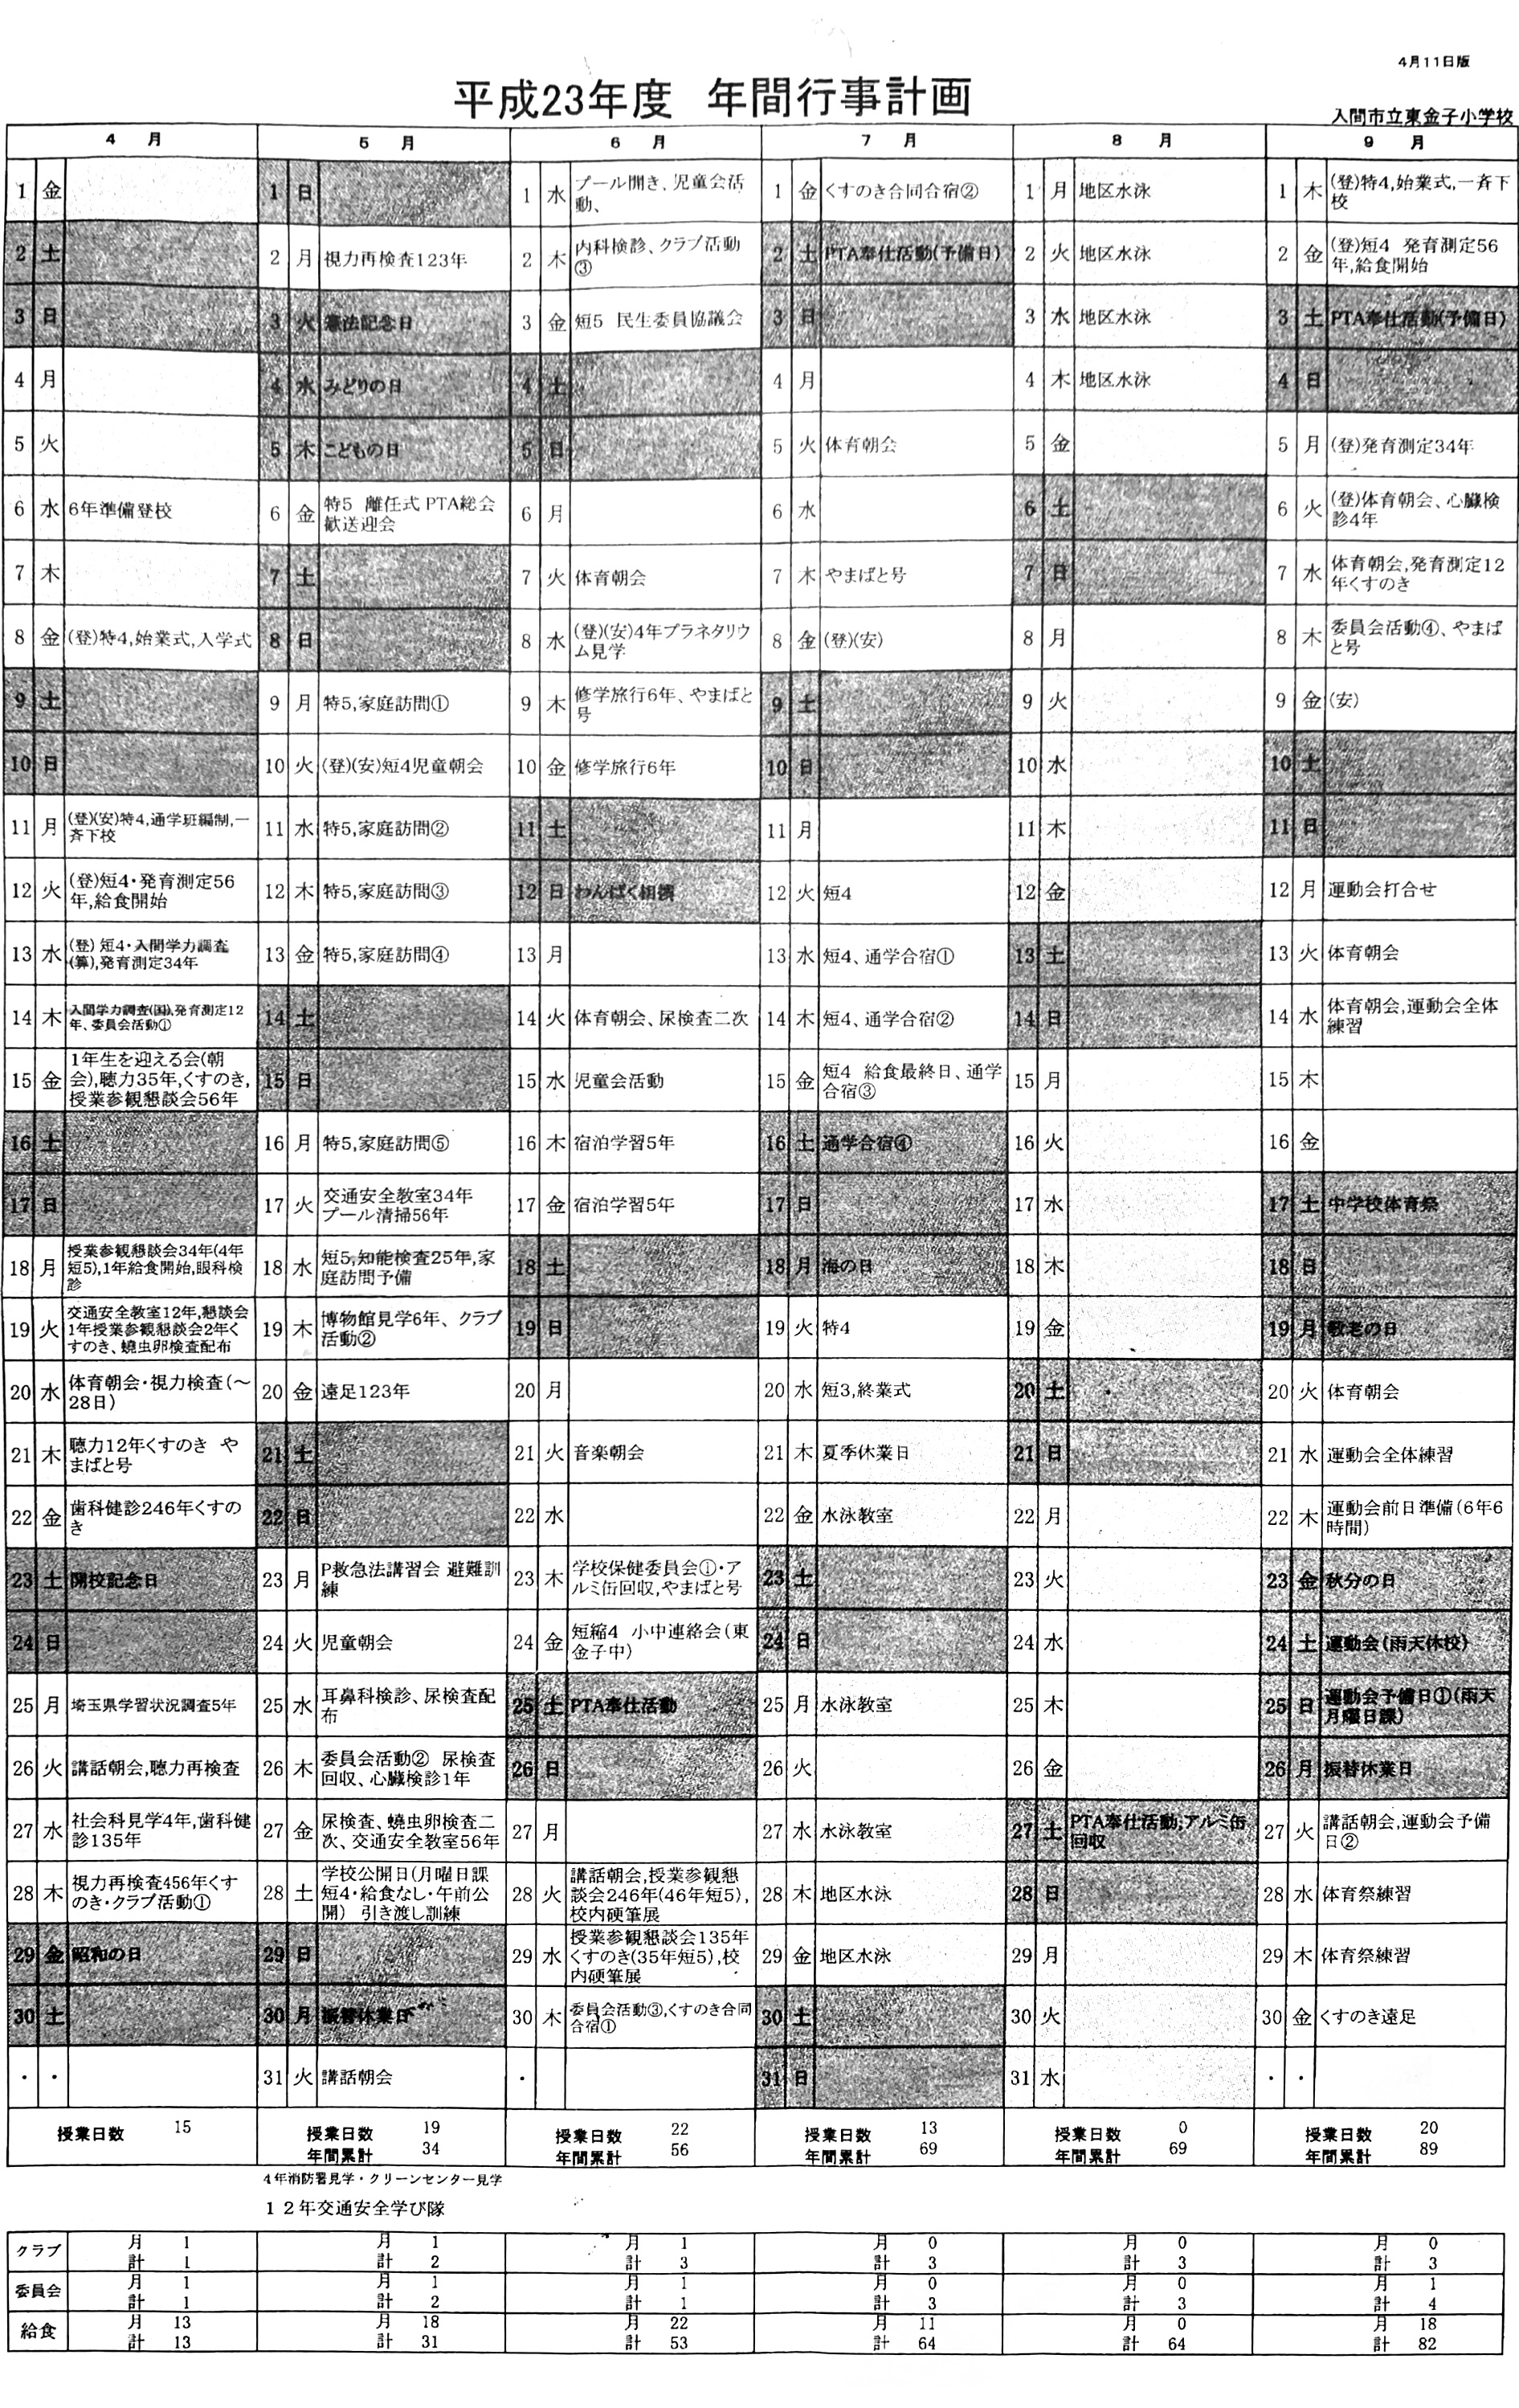 4月11日版
平成23年度　年間行事計画
入間市立東金子小学校
4　月
1 金
2 土
3 日
4 月
5 火
6 水 6年準備登校
7 木
8 金 (登)特4,始業式,入学式
9 土
10 日
11 月 (登)(安)特4,通学班編制,一
斉下校
12 火 (登)短4・発育測定56
年,給食開始
13 水 (登)短4・入間学力調査
(算),発育測定34年
14 木 入間学力調査(国),発育測定12
年、委員会活動①
15 金 1年生を迎える会(朝
会),聴力35年,くすのき,
授業参観懇談会56年
16 土
17 日
18 月 授業参観懇談会34年(4年
短5),1年給食開始,眼科検
診
19 火 交通安全教室12年,懇談会
1年授業参観懇談会2年く
すのき、蟯虫卵検査配布
20 水 体育朝会・視力検査(～
28日)
21 木 聴力12年くすのき　や
まばと号
22 金 歯科健診246年くすの
き
23 土 開校記念日
24 日
25 月 埼玉県学習状況調査5年
26 火 講話朝会,聴力再検査
27 水 社会科見学4年,歯科健
診135年
28 木 視力再検査456年くす
のき・クラブ活動①
29 金 昭和の日
30 土
・ ・
授業日数 15
5　月
1 日
2 月 視力再検査123年
3 火 憲法記念日
4 水 みどりの日
5 木 こどもの日
6 金 特5　離任式 PTA総会
歓送迎会
7 土
8 日
9 月 特5,家庭訪問①
10 火 (登)(安)短4児童朝会
11 水 特5,家庭訪問②
12 木 特5,家庭訪問③
13 金 特5,家庭訪問④
14 土
15 日
16 月 特5,家庭訪問⑤
17 火 交通安全教室34年
プール清掃56年
18 水 短5,知能検査25年,家
庭訪問予備
19 木 博物館見学6年、クラブ
活動②
20 金 遠足123年
21 土
22 日
23 月 P救急法講習会 避難訓
練
24 火 児童朝会
25 水 耳鼻科検診、尿検査配
布
26 木 委員会活動②　尿検査
回収、心臓検診1年
27 金 尿検査、蟯虫卵検査二
次、交通安全教室56年
28 土 学校公開日(月曜日課
短4・給食なし・午前公
開)　引き渡し訓練
29 日
30 月 振替休業日
31 火 講話朝会
授業日数 19
年間累計 34
6　月
1 水 プール開き、児童会活
動、
2 木 内科検診、クラブ活動
③
3 金 短5　民生委員協議会
4 土
5 日
6 月
7 火 体育朝会
8 水 (登)(安)4年プラネタリウ
ム見学
9 木 修学旅行6年、やまばと
号
10 金 修学旅行6年
11 土
12 日 わんぱく相撲
13 月
14 火 体育朝会、尿検査二次
15 水 児童会活動
16 木 宿泊学習5年
17 金 宿泊学習5年
18 土
19 日
20 月
21 火 音楽朝会
22 水
23 木 学校保健委員会①・ア
ルミ缶回収,やまばと号
24 金 短縮4　小中連絡会(東
金子中)
25 土 PTA奉仕活動
26 日
27 月
28 火 講話朝会,授業参観懇
談会246年(46年短5),
校内硬筆展
29 水 授業参観懇談会135年
くすのき(35年短5),校
内硬筆展
30 木 委員会活動③,くすのき合同
合宿①
・
授業日数 22
年間累計 56
7　月
1 金 くすのき合同合宿②
2 土 PTA奉仕活動(予備日)
3 日
4 月
5 火 体育朝会
6 水
7 木 やまばと号
8 金 (登)(安)
9 土
10 日
11 月
12 火 短4
13 水 短4、通学合宿①
14 木 短4、通学合宿②
15 金 短4　給食最終日、通学
合宿③
16 土 通学合宿④
17 日
18 月 海の日
19 火 特4
20 水 短3,終業式
21 木 夏季休業日
22 金 水泳教室
23 土
24 日
25 月 水泳教室
26 火
27 水 水泳教室
28 木 地区水泳
29 金 地区水泳
30 土
31 日
授業日数 13
年間累計 69
8　月
1 月 地区水泳
2 火 地区水泳
3 水 地区水泳
4 木 地区水泳
5 金
6 土
7 日
8 月
9 火
10 水
11 木
12 金
13 土
14 日
15 月
16 火
17 水
18 木
19 金
20 土
21 日
22 月
23 火
24 水
25 木
26 金
27 土 PTA奉仕活動;アルミ缶
回収
28 日
29 月
30 火
31 水
授業日数 0
年間累計 69
9　月
1 木 (登)特4,始業式,一斉下
校
2 金 (登)短4　発育測定56
年,給食開始
3 土 PTA奉仕活動(予備日)
4 日
5 月 (登)発育測定34年
6 火 (登)体育朝会、心臓検
診4年
7 水 体育朝会,発育測定12
年くすのき
8 木 委員会活動④、やまば
と号
9 金 (安)
10 土
11 日
12 月 運動会打合せ
13 火 体育朝会
14 水 体育朝会,運動会全体
練習
15 木
16 金
17 土 中学校体育祭
18 日
19 月 敬老の日
20 火 体育朝会
21 水 運動会全体練習
22 木 運動会前日準備(6年6
時間)
23 金 秋分の日
24 土 運動会(雨天休校)
25 日 運動会予備日①(雨天
月曜日課)
26 月 振替休業日
27 火 講話朝会,運動会予備
日②
28 水 体育祭練習
29 木 体育祭練習
30 金 くすのき遠足
・ ・
授業日数 20
年間累計 89
4年消防署見学・クリーンセンター見学
12年交通安全学び隊
クラブ 月 1 月 1 月 1 月 0 月 0 月 0
計 1 計 2 計 3 計 3 計 3 計 3
委員会 月 1 月 1 月 1 月 0 月 0 月 1
計 1 計 2 計 1 計 3 計 3 計 4
給食 月 13 月 18 月 22 月 11 月 0 月 18
計 13 計 31 計 53 計 64 計 64 計 82